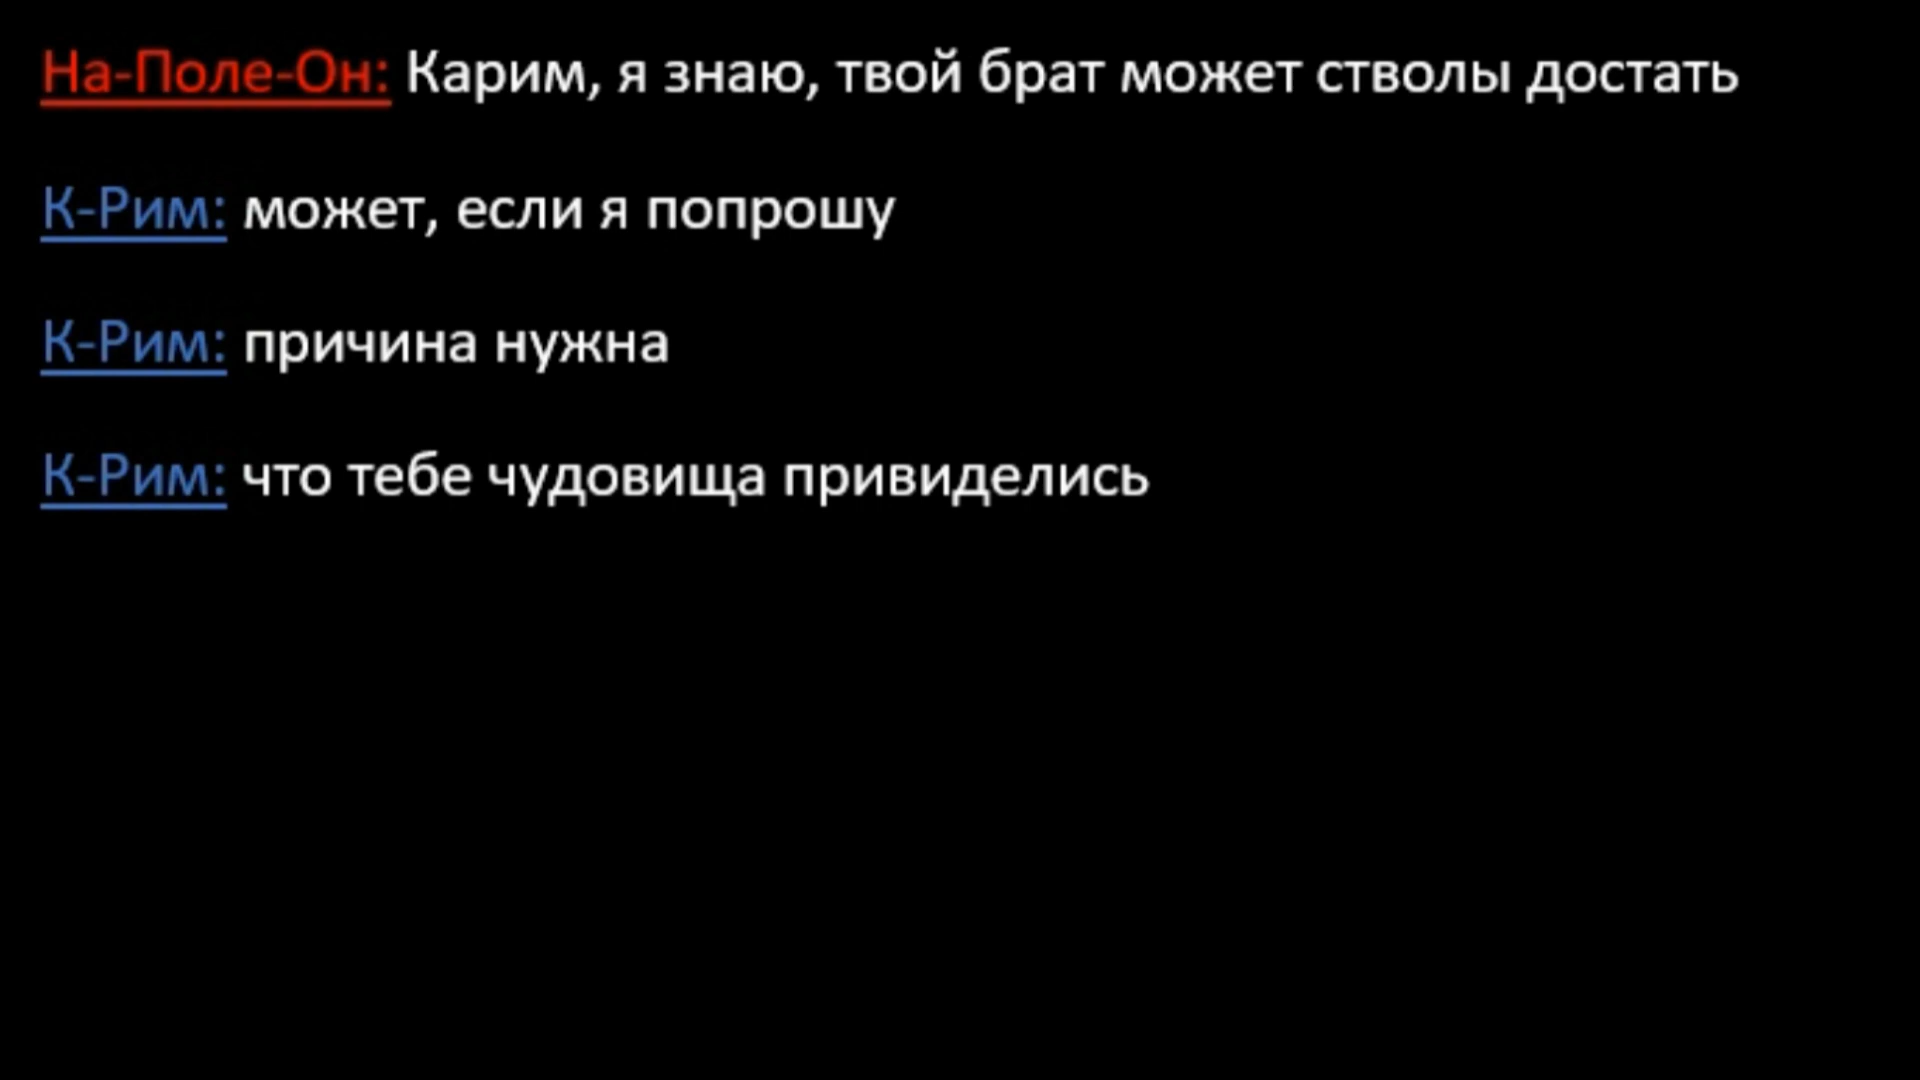 На-Поле-Он: Карим, я знаю, твой брат может стволы достать
К-Рим: может, если я попрошу
К-Рим: причина нужна
К-Рим: что тебе чудовища привиделись